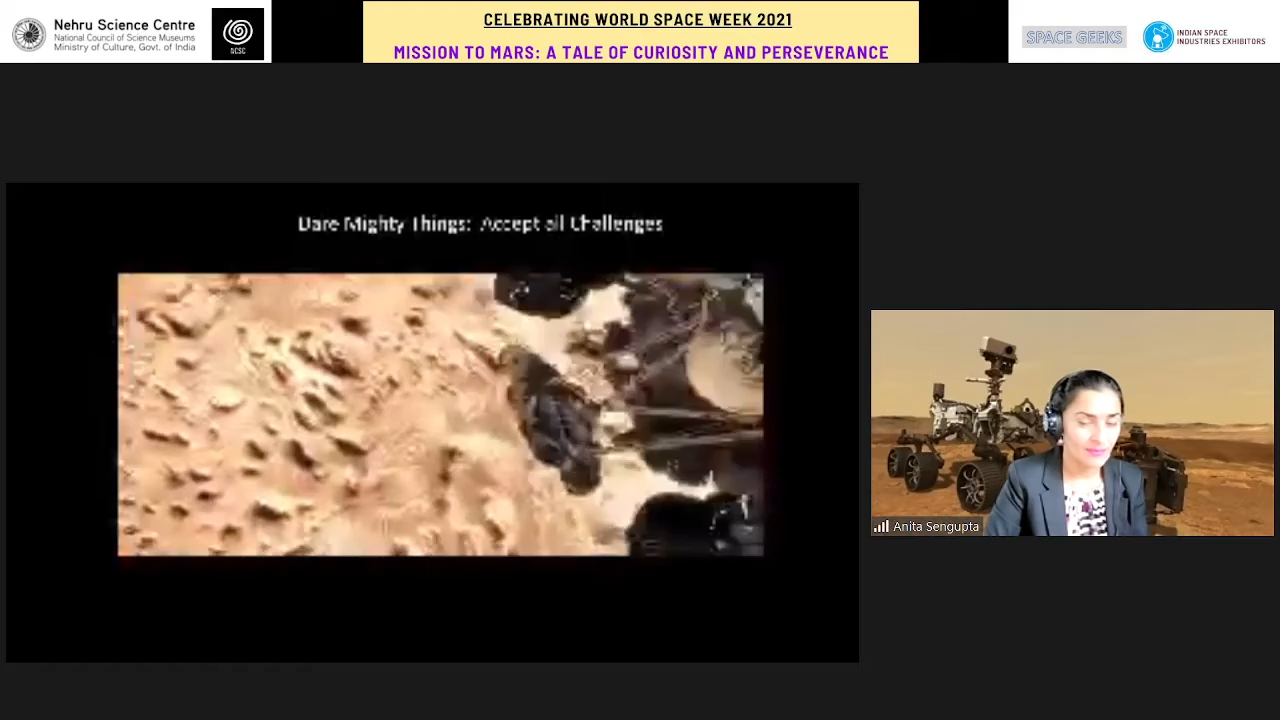 Nehru Science Centre
National Council of Science Museums
Ministry of Culture, Govt. of India
NCSC
CELEBRATING WORLD SPACE WEEK 2021
MISSION TO MARS: A TALE OF CURIOSITY AND PERSEVERANCE
SPACE GEEKS
INDIAN SPACE
INDUSTRIES EXHIBITORS
Dare Mighty Things: Accept all Challenges
Anita Sengupta